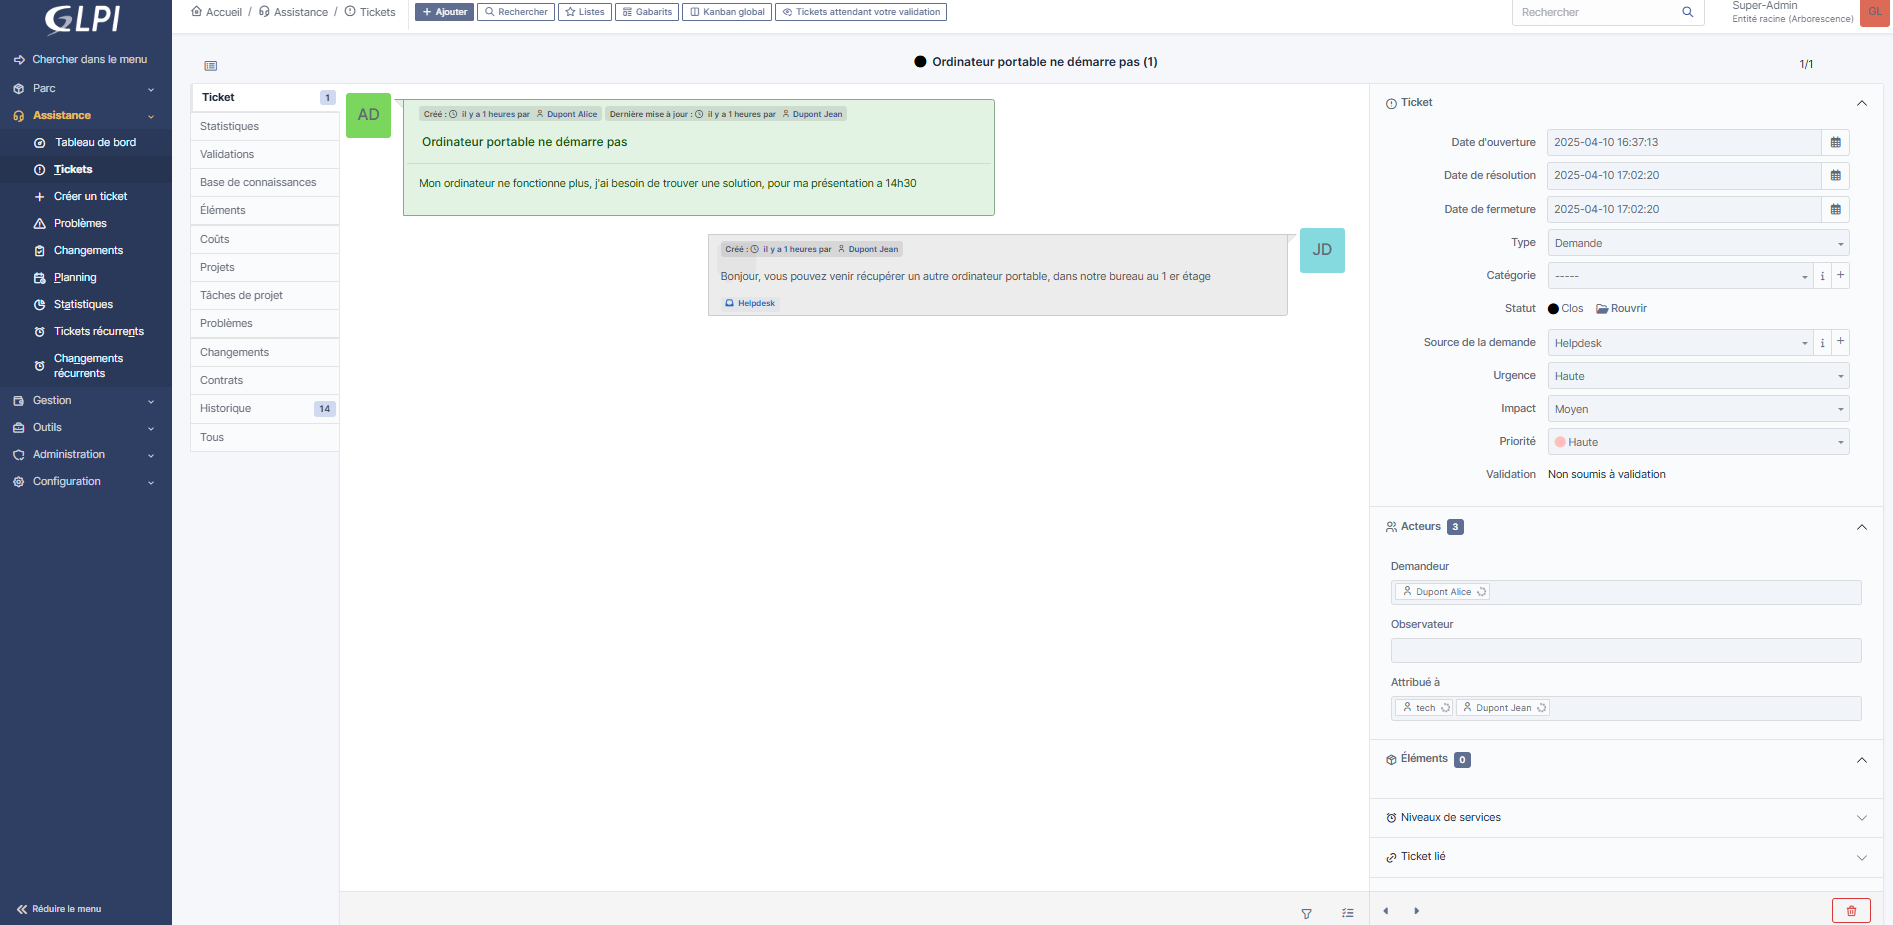 GLPI
Chercher dans le menu
Parc
Assistance
Tableau de bord
Tickets
Créer un ticket
Problèmes
Changements
Planning
Statistiques
Tickets récurrents
Changements
récurrents
Gestion
Outils
Administration
Configuration
Réduire le menu
Accueil / Assistance / Tickets
Ajouter
Rechercher
Listes
Gabarits
Kanban global
Tickets attendant votre validation
Rechercher
Super-Admin
Entité racine (Arborescence)
GL
Ordinateur portable ne démarre pas (1)
1/1
Ticket 1
Statistiques
Validations
Base de connaissances
Éléments
Coûts
Projets
Tâches de projet
Problèmes
Changements
Contrats
Historique 14
Tous
AD
Créé : il y a 1 heures par Dupont Alice Dernière mise à jour : il y a 1 heures par Dupont Jean
Ordinateur portable ne démarre pas
Mon ordinateur ne fonctionne plus, j'ai besoin de trouver une solution, pour ma présentation a 14h30
JD
Créé : il y a 1 heures par Dupont Jean
Bonjour, vous pouvez venir récupérer un autre ordinateur portable, dans notre bureau au 1 er étage
Helpdesk
Ticket
Date d'ouverture 2025-04-10 16:37:13
Date de résolution 2025-04-10 17:02:20
Date de fermeture 2025-04-10 17:02:20
Type Demande
Catégorie ----- i +
Statut Clos Rouvrir
Source de la demande Helpdesk i +
Urgence Haute
Impact Moyen
Priorité Haute
Validation Non soumis à validation
Acteurs 3
Demandeur
Dupont Alice
Observateur
Attribué à
tech Dupont Jean
Éléments 0
Niveaux de services
Ticket lié